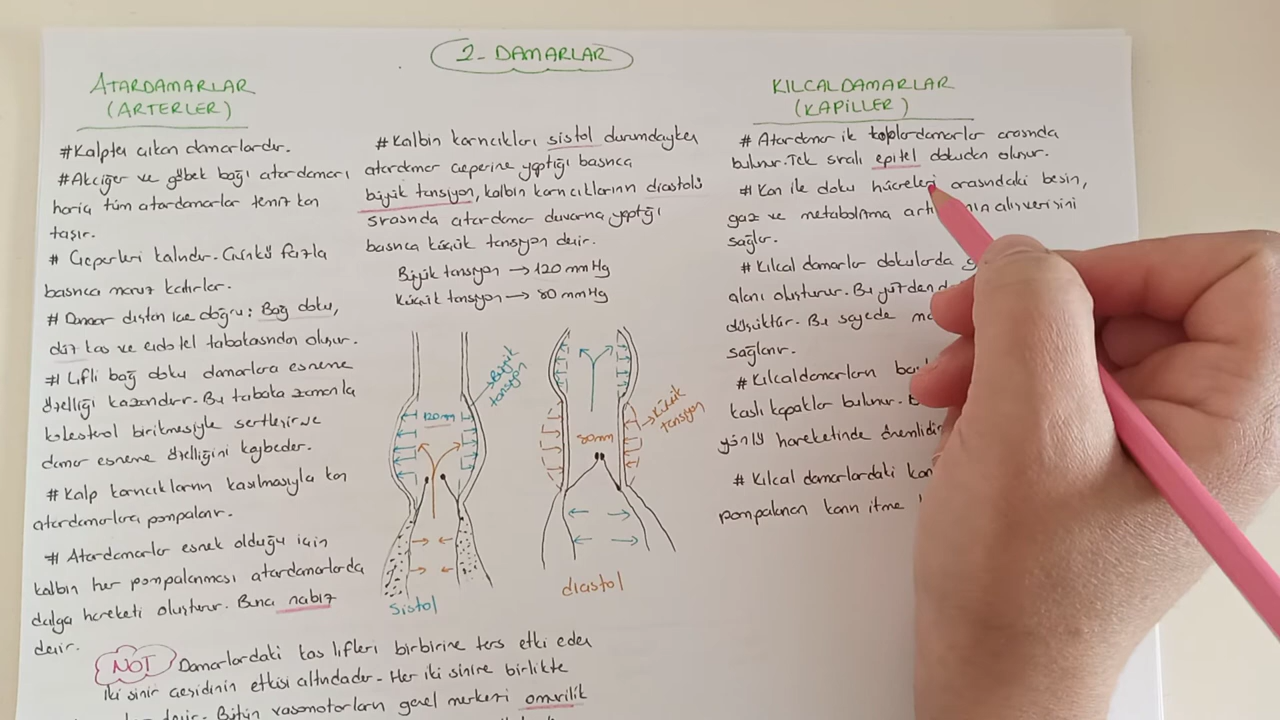 2- DAMARLAR
ATARDAMARLAR
(ARTERLER)
#Kalpten çıkan damarlardır.
#Akciğer ve göbek bağı atardamarı
hariç tüm atardamarlar temiz kan
taşır.
# Çeperleri kalındır. Çünkü fazla
basınca maruz kalırlar.
# Damar dıştan içe doğru: Bağ doku,
düz kas ve endotel tabakasından oluşur.
# Lifli bağ doku damarlara esneme
özelliği kazandırır. Bu tabaka zamanla
kolesterol birikmesiyle sertleşir ve
damar esneme özelliğini kaybeder.
# Kalp karıncıkların kasılmasıyla kan
atardamarlara pompalanır.
# Atardamarlar esnek olduğu için
kalbin her pompalanması atardamarlarda
dalga hareketi oluşturur. Buna nabız
denir.
#Kalbin karıncıkları sistol durumdayken
atardamar çeperine yaptığı basınca
büyük tansiyon, kalbin karıncıkların diastolü
sırasında atardamar duvarına yaptığı
basınca küçük tansiyon denir.
Büyük tansiyon → 120 mmHg
Küçük tansiyon → 80 mmHg
Büyük
tansiyon
120mm
sistol
Küçük
tansiyon
80mm
diastol
KILCALDAMARLAR
(KAPİLLER)
# Atardamar ile toplardamarlar arasında
bulunur. Tek sıralı epitel dokudan oluşur.
#Kan ile doku hücreleri arasındaki besin,
gaz ve metabolizma alışverişini
sağlar.
# Kılcal damarlar dokularda
alanı oluşturur. Bu yüzden
düşüktür. Bu sayede
sağlanır.
# Kılcaldamarların
kaslı kapaklar bulunur.
yönlü hareketinde önemlidir
# Kılcal damarlardaki kan
pompalanan kanın itme
NOT Damarlardaki kas lifleri birbirine ters etki eden
iki sinir çeşidinin etkisi altındadır. Her iki sinire birlikte
denir. Bütün vasomotorların genel merkezi omurilik